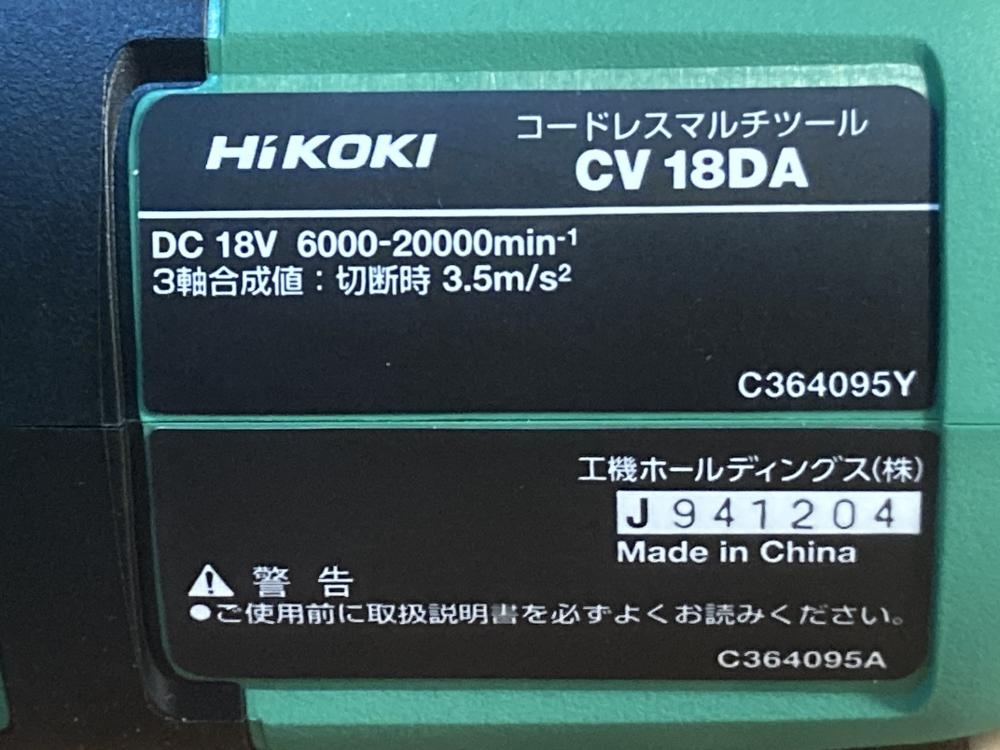 HiKOKI
コードレスマルチツール
CV 18DA
DC 18V 6000-20000min⁻¹
3軸合成値：切断時 3.5m/s²
C364095Y
工機ホールディングス(株)
J 941204
Made in China
警 告
●ご使用前に取扱説明書を必ずよくお読みください。
C364095A